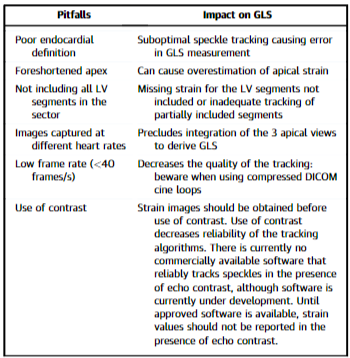 Pitfalls Impact on GLS
Poor endocardial Suboptimal speckle tracking causing error
definition in GLS measurement
Foreshortened apex Can cause overestimation of apical strain
Not including all LV Missing strain for the LV segments not
segments in the included or inadequate tracking of
sector partially included segments
Images captured at Precludes integration of the 3 apical views
different heart rates to derive GLS
Low frame rate (<40 Decreases the quality of the tracking:
frames/s) beware when using compressed DICOM
cine loops
Use of contrast Strain images should be obtained before
use of contrast. Use of contrast
decreases reliability of the tracking
algorithms. There is currently no
commercially available software that
reliably tracks speckles in the presence
of echo contrast, although software is
currently under development. Until
approved software is available, strain
values should not be reported in the
presence of echo contrast.